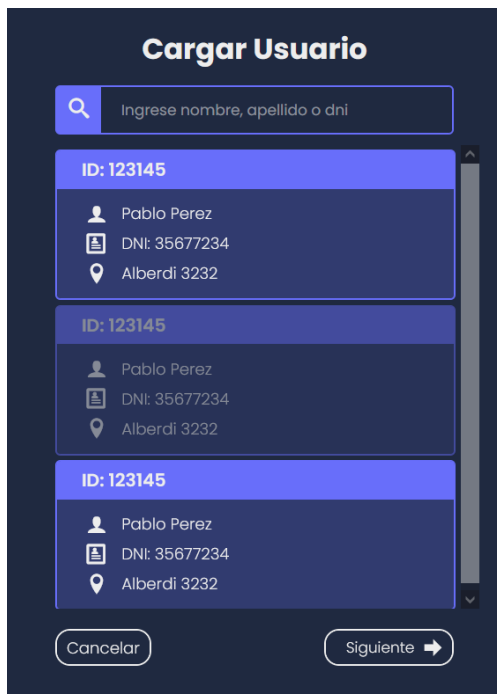 Cargar Usuario
Ingrese nombre, apellido o dni
ID: 123145
Pablo Perez
DNI: 35677234
Alberdi 3232
ID: 123145
Pablo Perez
DNI: 35677234
Alberdi 3232
ID: 123145
Pablo Perez
DNI: 35677234
Alberdi 3232
Cancelar
Siguiente